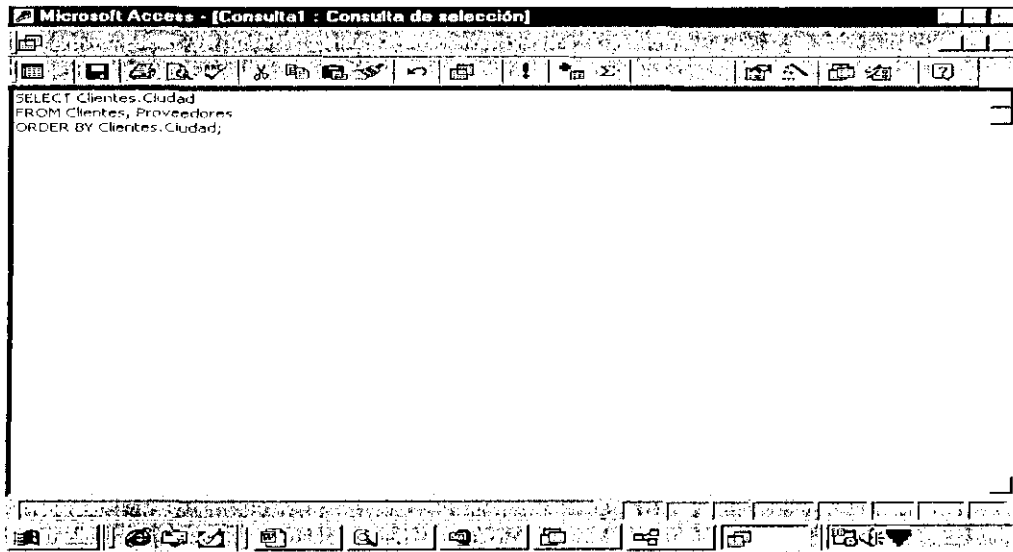 Microsoft Access - [Consulta1 : Consulta de selección]
SELECT Clientes.Ciudad
FROM Clientes, Proveedores
ORDER BY Clientes.Ciudad;